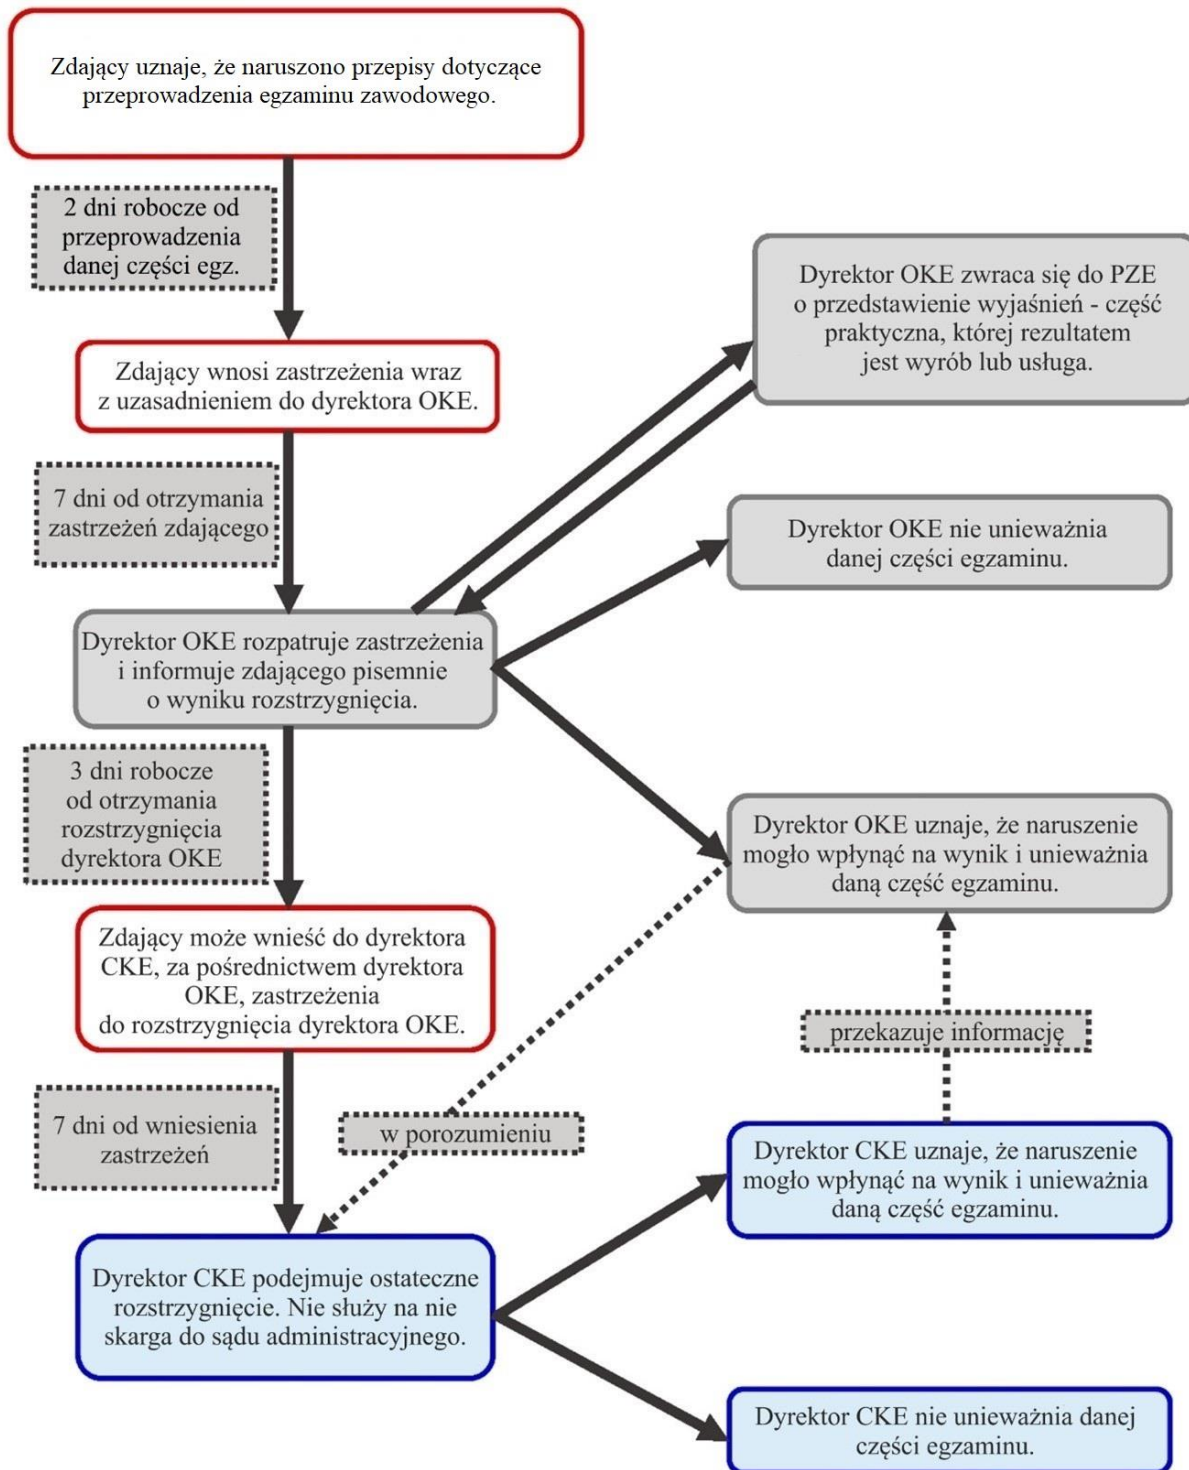 Zdający uznaje, że naruszono przepisy dotyczące
przeprowadzenia egzaminu zawodowego.
2 dni robocze od
przeprowadzenia
danej części egz.
Zdający wnosi zastrzeżenia wraz
z uzasadnieniem do dyrektora OKE.
Dyrektor OKE zwraca się do PZE
o przedstawienie wyjaśnień - część
praktyczna, której rezultatem
jest wyrób lub usługa.
7 dni od otrzymania
zastrzeżeń zdającego
Dyrektor OKE nie unieważnia
danej części egzaminu.
Dyrektor OKE rozpatruje zastrzeżenia
i informuje zdającego pisemnie
o wyniku rozstrzygnięcia.
3 dni robocze
od otrzymania
rozstrzygnięcia
dyrektora OKE
Dyrektor OKE uznaje, że naruszenie
mogło wpłynąć na wynik i unieważnia
daną część egzaminu.
Zdający może wnieść do dyrektora
CKE, za pośrednictwem dyrektora
OKE, zastrzeżenia
do rozstrzygnięcia dyrektora OKE.
przekazuje informację
7 dni od wniesienia
zastrzeżeń
w porozumieniu
Dyrektor CKE uznaje, że naruszenie
mogło wpłynąć na wynik i unieważnia
daną część egzaminu.
Dyrektor CKE podejmuje ostateczne
rozstrzygnięcie. Nie służy na nie
skarga do sądu administracyjnego.
Dyrektor CKE nie unieważnia danej
części egzaminu.